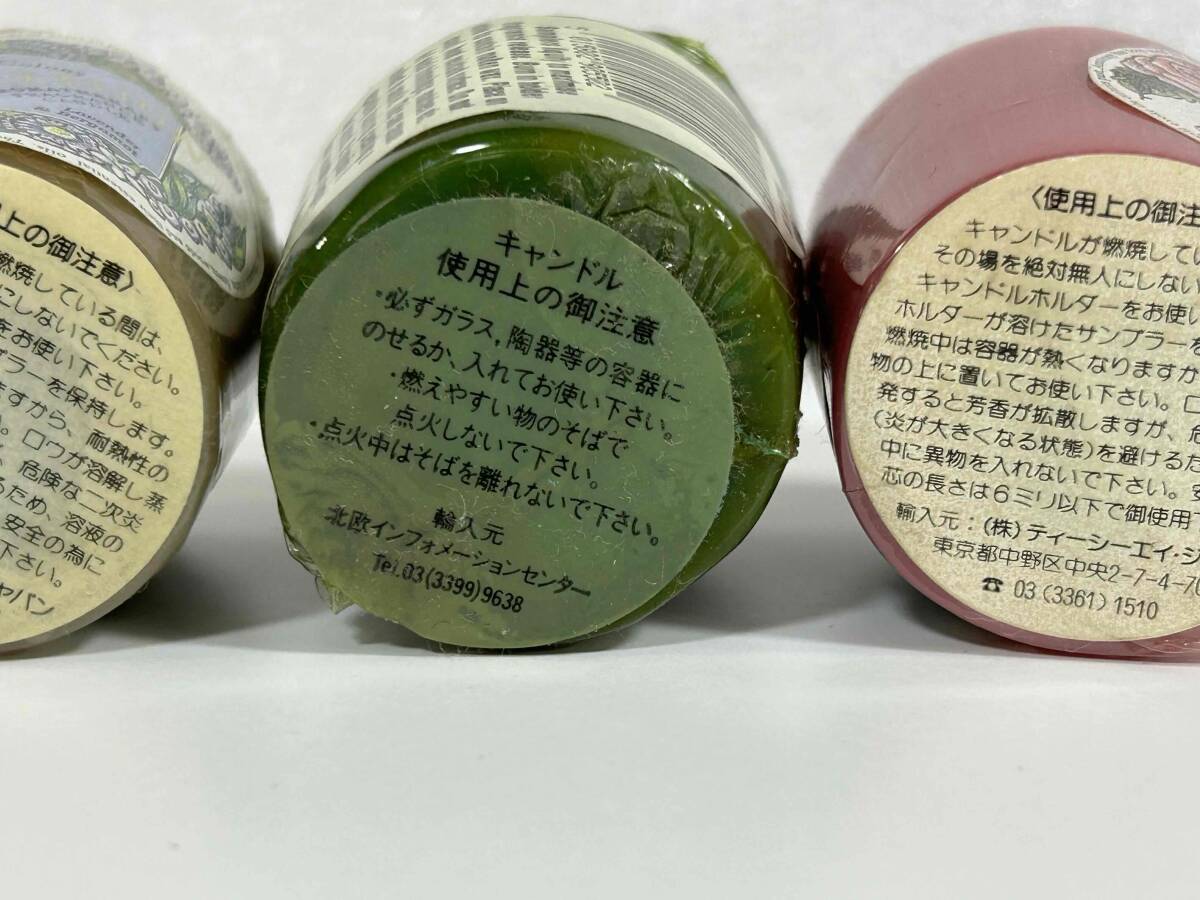 上の御注意〉
燃焼している間は、
にしないでください。
をお使い下さい。
プラーを保持します。
ますから、耐熱性の
。ロウが溶解し蒸
、危険な二次炎
るため、溶液の
安全の為に
下さい。
ャパン
キャンドル
使用上の御注意
・必ずガラス,陶器等の容器に
のせるか、入れてお使い下さい。
・燃えやすい物のそばで
点火しないで下さい。
・点火中はそばを離れないで下さい。
輸入元
北欧インフォメーションセンター
Tel.03(3399)9638
〈使用上の御注
キャンドルが燃焼してい
その場を絶対無人にしない
キャンドルホルダーをお使い
ホルダーが溶けたサンプラーを
燃焼中は容器が熱くなりますか
物の上に置いてお使い下さい。ロ
発すると芳香が拡散しますが、危
(炎が大きくなる状態)を避けるた
中に異物を入れないで下さい。安
芯の長さは6ミリ以下で御使用
輸入元：(株)ティーシーエイ・ジ
東京都中野区中央2-7-4-70
☎ 03 (3361) 1510